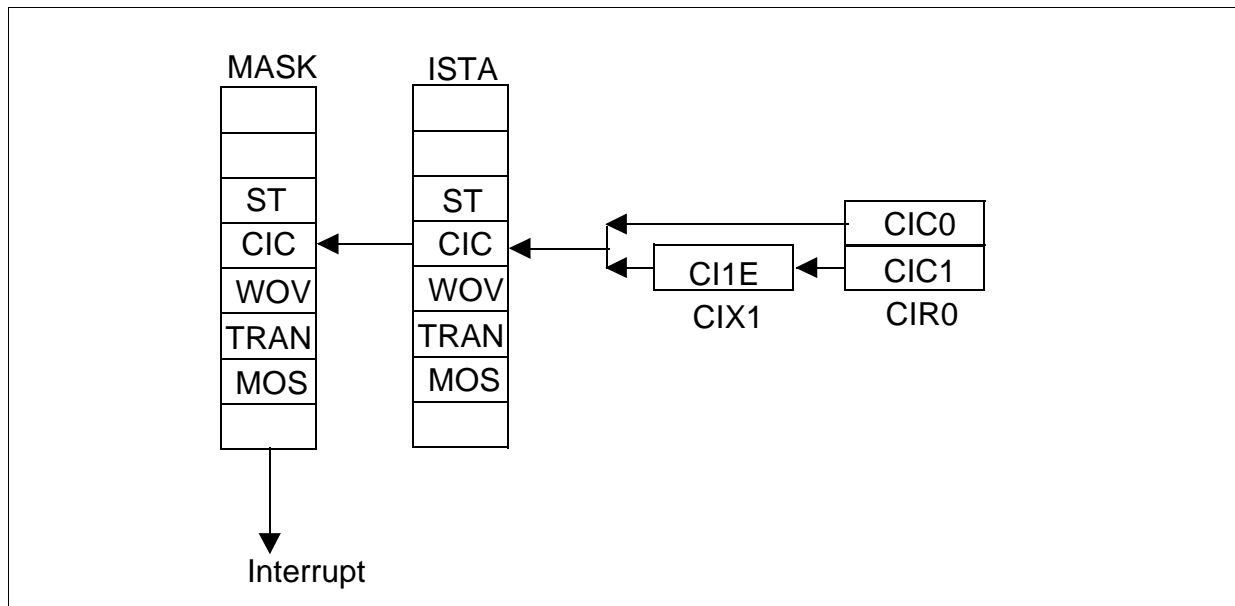 MASK
ISTA
ST
CIC
WOV
TRAN
MOS
ST
CIC
WOV
TRAN
MOS
CI1E
CIX1
CIC0
CIC1
CIR0
Interrupt